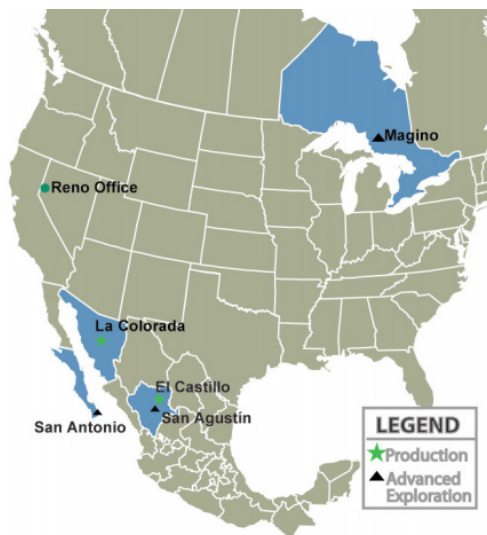 Magino
Reno Office
La Colorada
El Castillo
San Agustín
San Antonio
LEGEND
Production
Advanced
Exploration